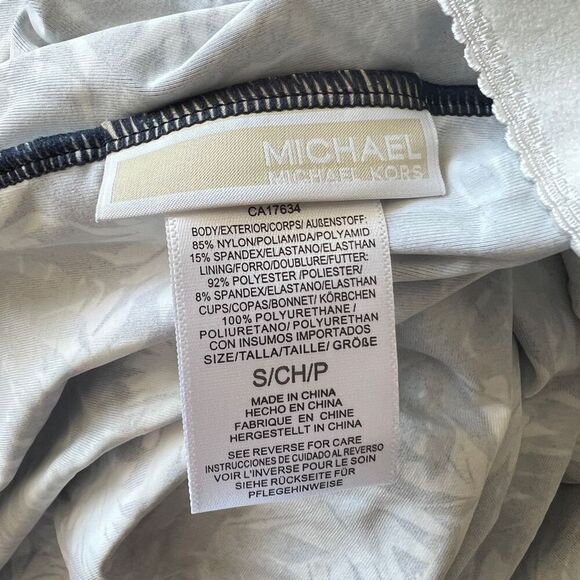 MICHAEL
MICHAEL KORS
CA17634
BODY/EXTERIOR/CORPS/ AUßENSTOFF:
85% NYLON/POLIAMIDA/POLYAMID
15% SPANDEX/ELASTANO/ELASTHAN
LINING/FORRO/DOUBLURE/FUTTER:
92% POLYESTER /POLIESTER/
8% SPANDEX/ELASTANO/ELASTHAN
CUPS/COPAS/BONNET/ KÖRBCHEN
100% POLYURETHANE/
POLIURETANO/ POLYURETHAN
CON INSUMOS IMPORTADOS
SIZE/TALLA/TAILLE/ GRÖßE
S/CH/P
MADE IN CHINA
HECHO EN CHINA
FABRIQUE EN CHINE
HERGESTELLT IN CHINA
SEE REVERSE FOR CARE
INSTRUCCIONES DE CUIDADO AL REVERSO
VOIR L'INVERSE POUR LE SOIN
SIEHE RÜCKSEITE FÜR
PFLEGEHINWEISE